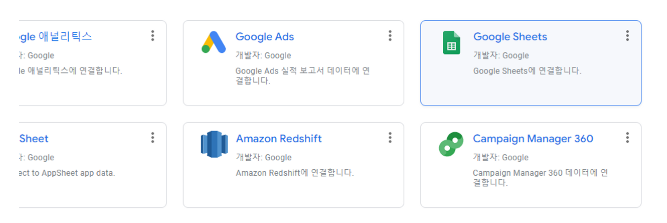 gle 애널리틱스
Google Ads
Google Sheets
: Google
개발자: Google
개발자: Google
le 애널리틱스에 연결합니다.
Google Ads 실적 보고서 데이터에 연
결합니다.
Google Sheets에 연결합니다.
Sheet
Amazon Redshift
Campaign Manager 360
: Google
개발자: Google
개발자: Google
ect to AppSheet app data.
Amazon Redshift에 연결합니다.
Campaign Manager 360 데이터에 연
결합니다.